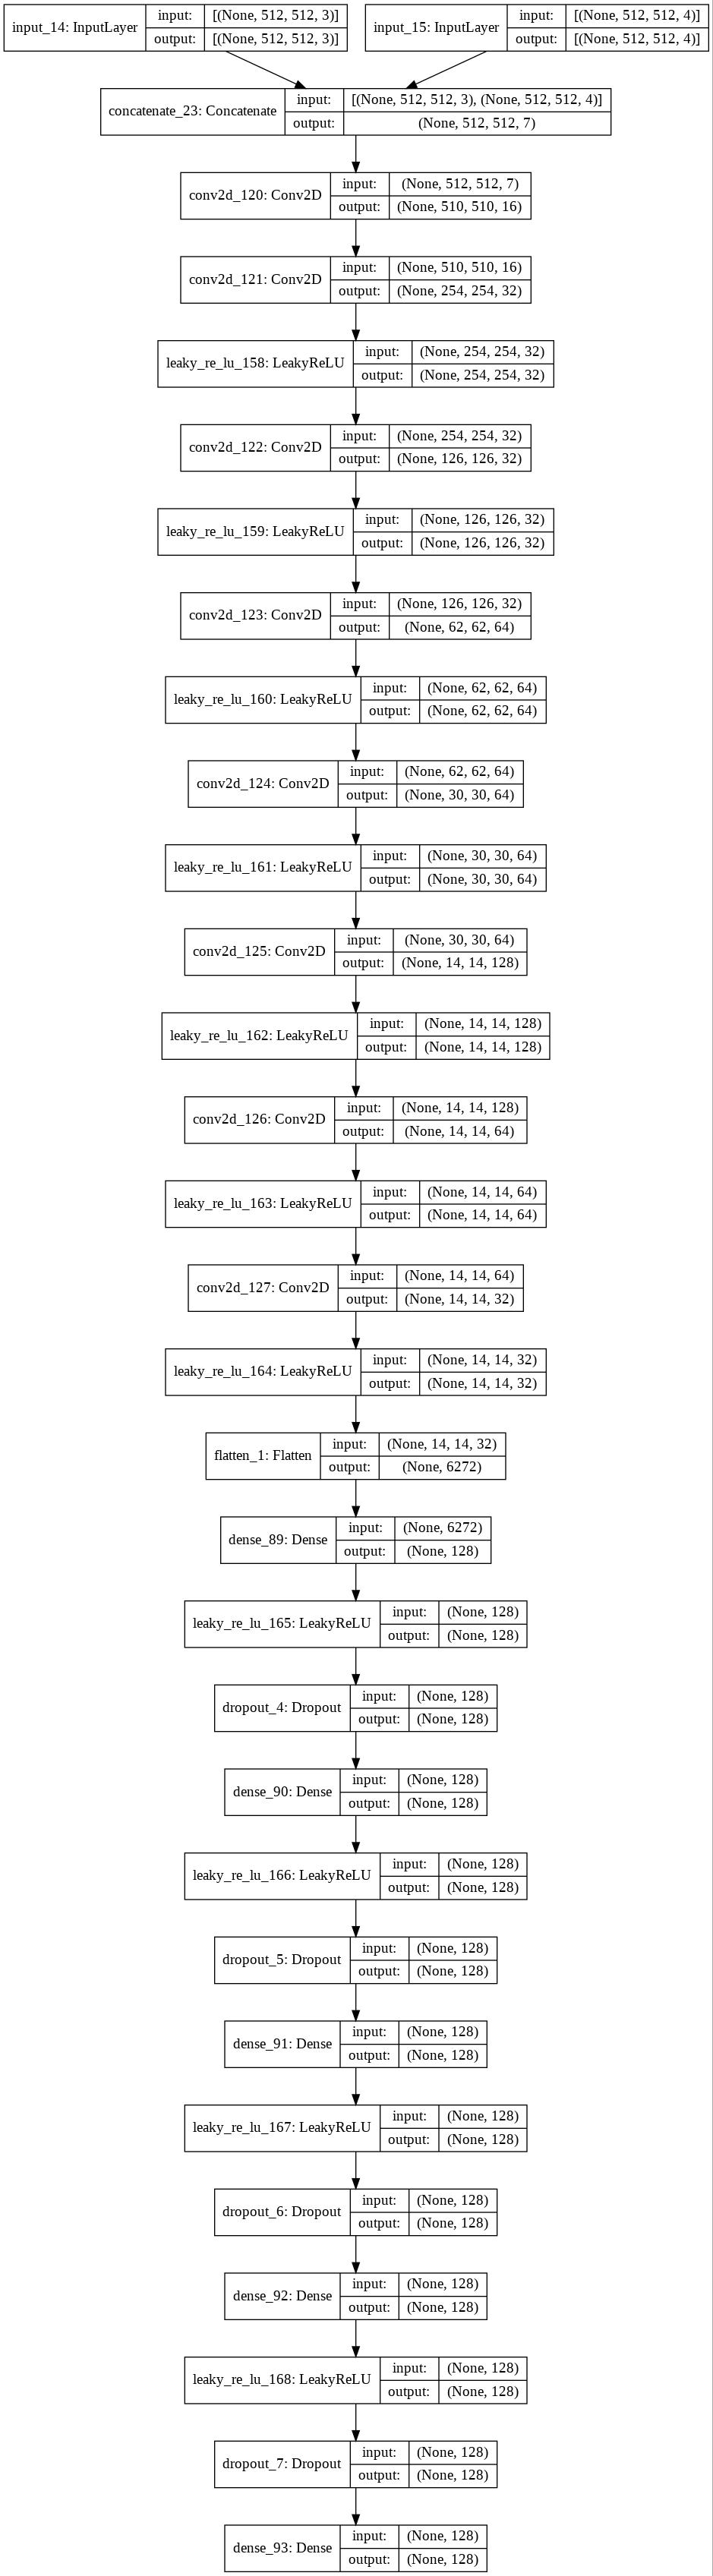 input_14: InputLayer input: [(None, 512, 512, 3)]
output: [(None, 512, 512, 3)]
input_15: InputLayer input: [(None, 512, 512, 4)]
output: [(None, 512, 512, 4)]
concatenate_23: Concatenate input: [(None, 512, 512, 3), (None, 512, 512, 4)]
output: (None, 512, 512, 7)
conv2d_120: Conv2D input: (None, 512, 512, 7)
output: (None, 510, 510, 16)
conv2d_121: Conv2D input: (None, 510, 510, 16)
output: (None, 254, 254, 32)
leaky_re_lu_158: LeakyReLU input: (None, 254, 254, 32)
output: (None, 254, 254, 32)
conv2d_122: Conv2D input: (None, 254, 254, 32)
output: (None, 126, 126, 32)
leaky_re_lu_159: LeakyReLU input: (None, 126, 126, 32)
output: (None, 126, 126, 32)
conv2d_123: Conv2D input: (None, 126, 126, 32)
output: (None, 62, 62, 64)
leaky_re_lu_160: LeakyReLU input: (None, 62, 62, 64)
output: (None, 62, 62, 64)
conv2d_124: Conv2D input: (None, 62, 62, 64)
output: (None, 30, 30, 64)
leaky_re_lu_161: LeakyReLU input: (None, 30, 30, 64)
output: (None, 30, 30, 64)
conv2d_125: Conv2D input: (None, 30, 30, 64)
output: (None, 14, 14, 128)
leaky_re_lu_162: LeakyReLU input: (None, 14, 14, 128)
output: (None, 14, 14, 128)
conv2d_126: Conv2D input: (None, 14, 14, 128)
output: (None, 14, 14, 64)
leaky_re_lu_163: LeakyReLU input: (None, 14, 14, 64)
output: (None, 14, 14, 64)
conv2d_127: Conv2D input: (None, 14, 14, 64)
output: (None, 14, 14, 32)
leaky_re_lu_164: LeakyReLU input: (None, 14, 14, 32)
output: (None, 14, 14, 32)
flatten_1: Flatten input: (None, 14, 14, 32)
output: (None, 6272)
dense_89: Dense input: (None, 6272)
output: (None, 128)
leaky_re_lu_165: LeakyReLU input: (None, 128)
output: (None, 128)
dropout_4: Dropout input: (None, 128)
output: (None, 128)
dense_90: Dense input: (None, 128)
output: (None, 128)
leaky_re_lu_166: LeakyReLU input: (None, 128)
output: (None, 128)
dropout_5: Dropout input: (None, 128)
output: (None, 128)
dense_91: Dense input: (None, 128)
output: (None, 128)
leaky_re_lu_167: LeakyReLU input: (None, 128)
output: (None, 128)
dropout_6: Dropout input: (None, 128)
output: (None, 128)
dense_92: Dense input: (None, 128)
output: (None, 128)
leaky_re_lu_168: LeakyReLU input: (None, 128)
output: (None, 128)
dropout_7: Dropout input: (None, 128)
output: (None, 128)
dense_93: Dense input: (None, 128)
output: (None, 128)